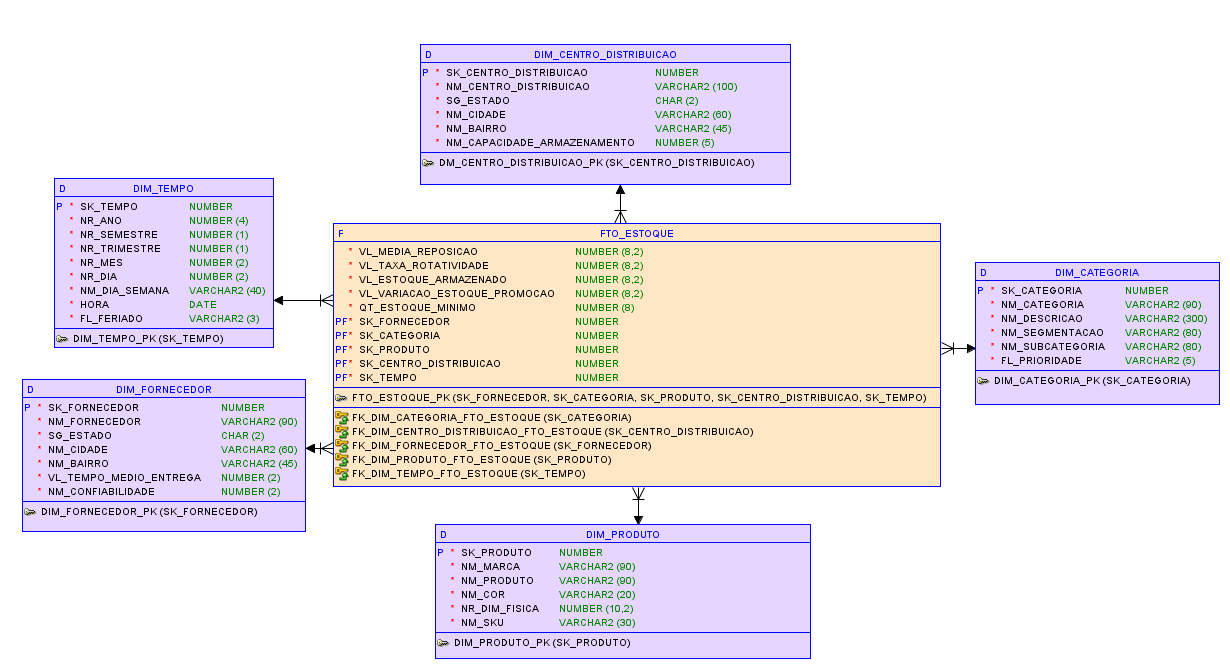 D DIM_CENTRO_DISTRIBUICAO
P * SK_CENTRO_DISTRIBUICAO NUMBER
* NM_CENTRO_DISTRIBUICAO VARCHAR2 (100)
* SG_ESTADO CHAR (2)
* NM_CIDADE VARCHAR2 (60)
* NM_BAIRRO VARCHAR2 (45)
* NM_CAPACIDADE_ARMAZENAMENTO NUMBER (5)
DM_CENTRO_DISTRIBUICAO_PK (SK_CENTRO_DISTRIBUICAO)
D DIM_TEMPO
P * SK_TEMPO NUMBER
* NR_ANO NUMBER (4)
* NR_SEMESTRE NUMBER (1)
* NR_TRIMESTRE NUMBER (1)
* NR_MES NUMBER (2)
* NR_DIA NUMBER (2)
* NM_DIA_SEMANA VARCHAR2 (40)
* HORA DATE
* FL_FERIADO VARCHAR2 (3)
DIM_TEMPO_PK (SK_TEMPO)
F FTO_ESTOQUE
* VL_MEDIA_REPOSICAO NUMBER (8,2)
* VL_TAXA_ROTATIVIDADE NUMBER (8,2)
* VL_ESTOQUE_ARMAZENADO NUMBER (8,2)
* VL_VARIACAO_ESTOQUE_PROMOCAO NUMBER (8,2)
* QT_ESTOQUE_MINIMO NUMBER (8)
PF* SK_FORNECEDOR NUMBER
PF* SK_CATEGORIA NUMBER
PF* SK_PRODUTO NUMBER
PF* SK_CENTRO_DISTRIBUICAO NUMBER
PF* SK_TEMPO NUMBER
FTO_ESTOQUE_PK (SK_FORNECEDOR, SK_CATEGORIA, SK_PRODUTO, SK_CENTRO_DISTRIBUICAO, SK_TEMPO)
FK_DIM_CATEGORIA_FTO_ESTOQUE (SK_CATEGORIA)
FK_DIM_CENTRO_DISTRIBUICAO_FTO_ESTOQUE (SK_CENTRO_DISTRIBUICAO)
FK_DIM_FORNECEDOR_FTO_ESTOQUE (SK_FORNECEDOR)
FK_DIM_PRODUTO_FTO_ESTOQUE (SK_PRODUTO)
FK_DIM_TEMPO_FTO_ESTOQUE (SK_TEMPO)
D DIM_CATEGORIA
P * SK_CATEGORIA NUMBER
* NM_CATEGORIA VARCHAR2 (90)
* NM_DESCRICAO VARCHAR2 (300)
* NM_SEGMENTACAO VARCHAR2 (80)
* NM_SUBCATEGORIA VARCHAR2 (80)
* FL_PRIORIDADE VARCHAR2 (5)
DIM_CATEGORIA_PK (SK_CATEGORIA)
D DIM_FORNECEDOR
P * SK_FORNECEDOR NUMBER
* NM_FORNECEDOR VARCHAR2 (90)
* SG_ESTADO CHAR (2)
* NM_CIDADE VARCHAR2 (60)
* NM_BAIRRO VARCHAR2 (45)
* VL_TEMPO_MEDIO_ENTREGA NUMBER (2)
* NM_CONFIABILIDADE NUMBER (2)
DIM_FORNECEDOR_PK (SK_FORNECEDOR)
D DIM_PRODUTO
P * SK_PRODUTO NUMBER
* NM_MARCA VARCHAR2 (90)
* NM_PRODUTO VARCHAR2 (90)
* NM_COR VARCHAR2 (20)
* NR_DIM_FISICA NUMBER (10,2)
* NM_SKU VARCHAR2 (30)
DIM_PRODUTO_PK (SK_PRODUTO)